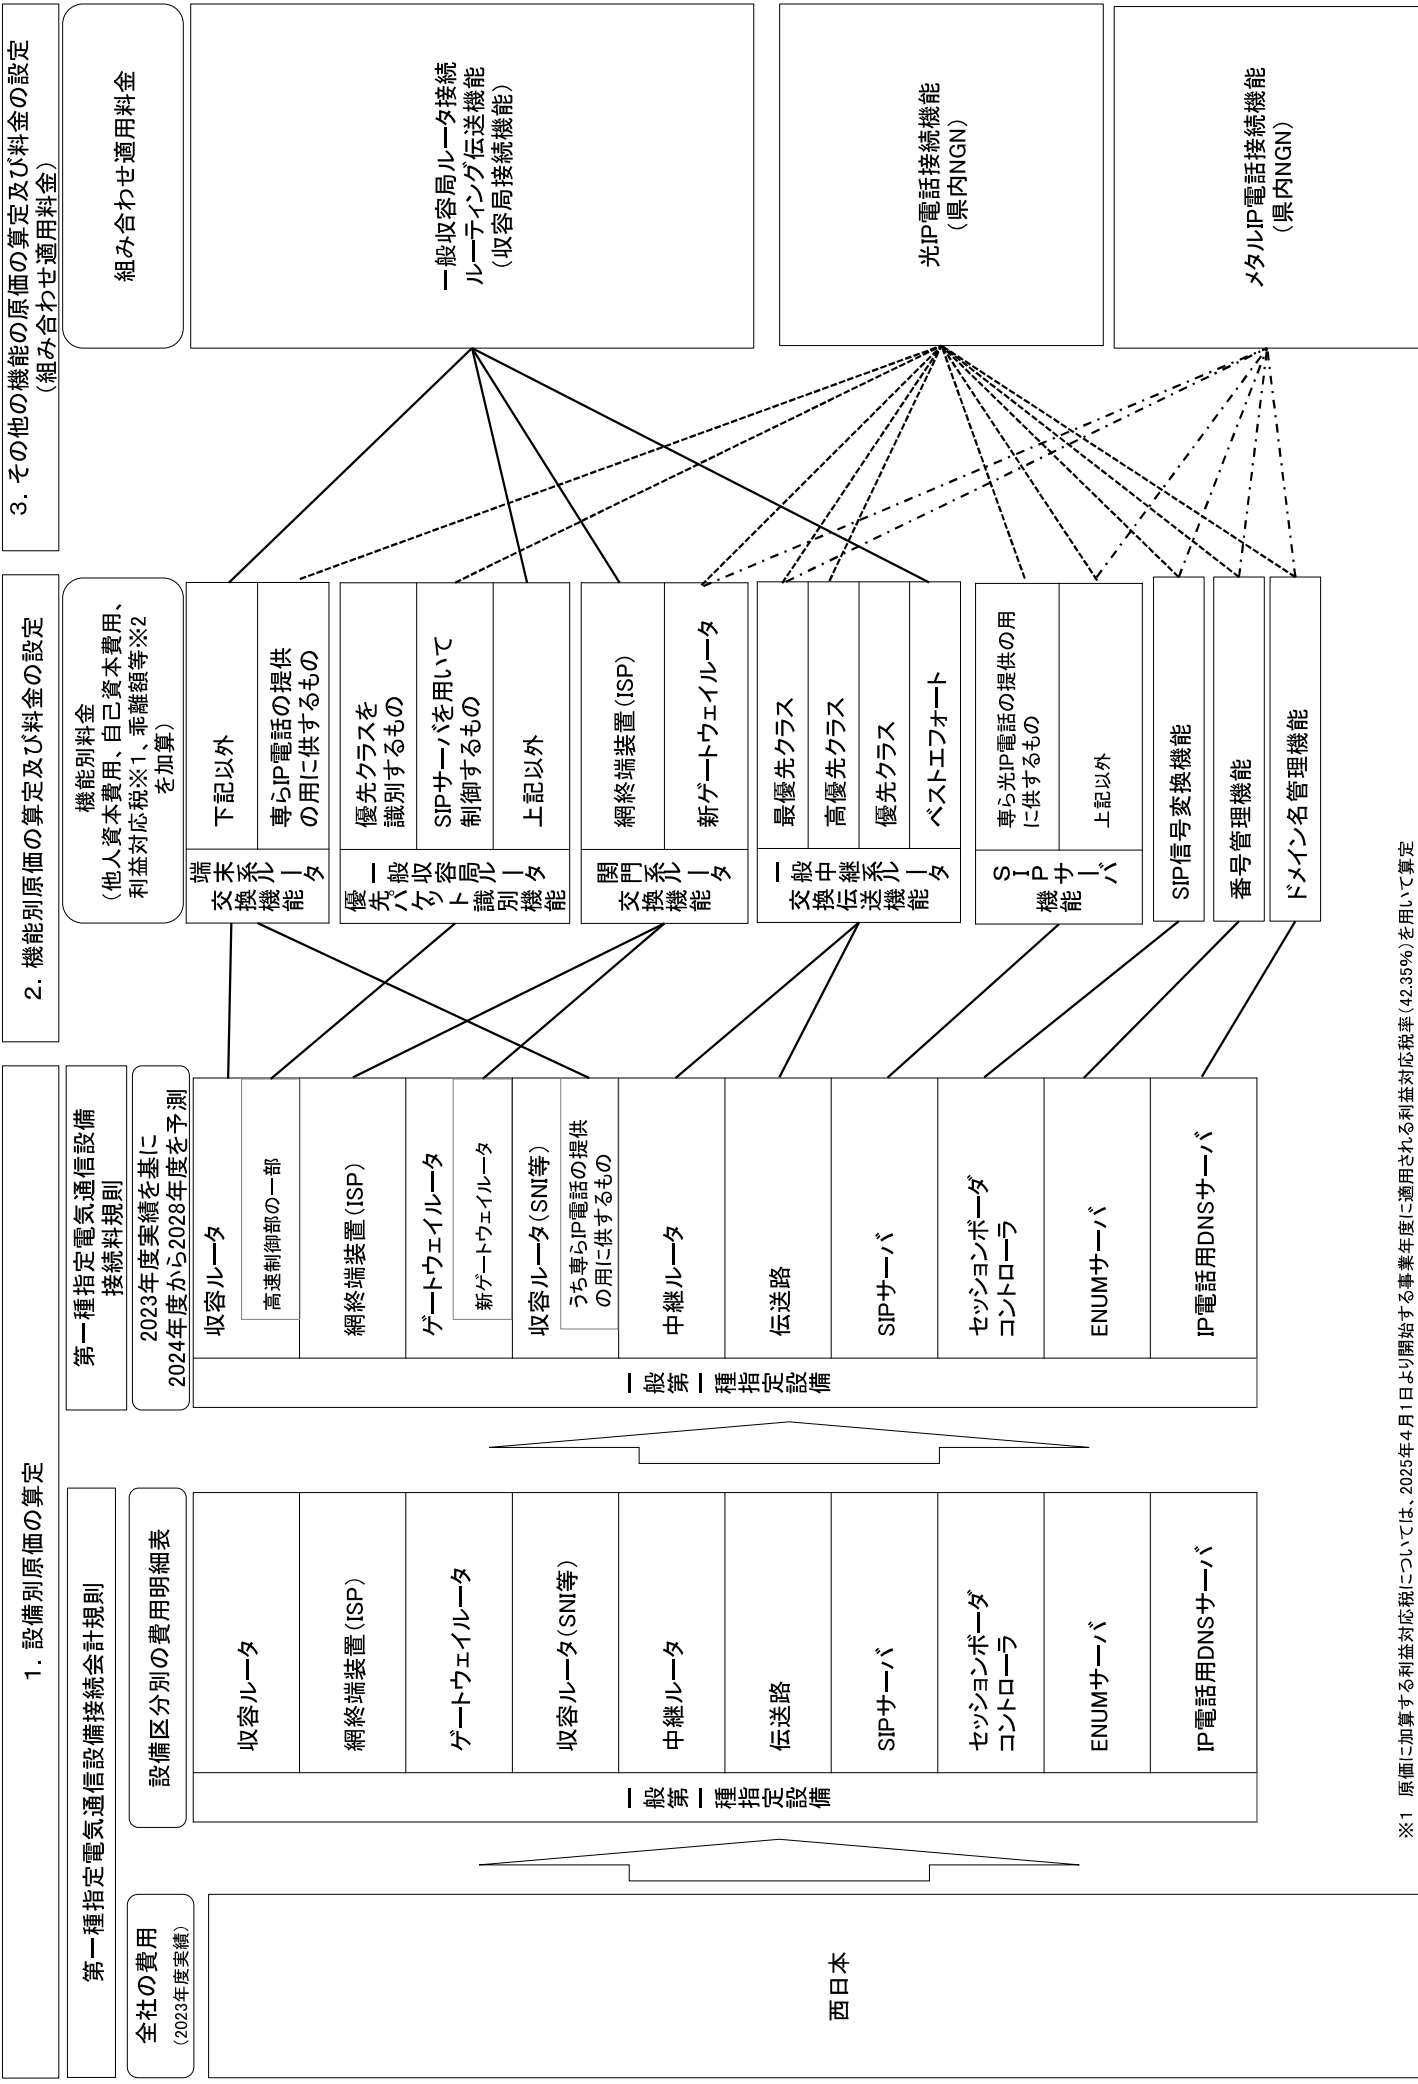 1. 設備別原価の算定
第一種指定電気通信設備接続会計規則
全社の費用
(2023年度実績)
西日本
設備区分別の費用明細表
一般第一種指定設備
収容ルータ
網終端装置(ISP)
ゲートウェイルータ
収容ルータ(SNI等)
中継ルータ
伝送路
SIPサーバ
セッションボーダ
コントローラ
ENUMサーバ
IP電話用DNSサーバ
第一種指定電気通信設備
接続料規則
2023年度実績を基に
2024年度から2028年度を予測
一般第一種指定設備
収容ルータ
高速制御部の一部
網終端装置(ISP)
ゲートウェイルータ
新ゲートウェイルータ
収容ルータ(SNI等)
うち専らIP電話の提供
の用に供するもの
中継ルータ
伝送路
SIPサーバ
セッションボーダ
コントローラ
ENUMサーバ
IP電話用DNSサーバ
2. 機能別原価の算定及び料金の設定
機能別料金
(他人資本費用、自己資本費用、
利益対応税※1、乖離額等※2
を加算)
端末系ルータ
交換機能
下記以外
専らIP電話の提供
の用に供するもの
一般収容局ルータ
優先パケット識別機能
優先クラスを
識別するもの
SIPサーバを用いて
制御するもの
上記以外
関門系ルータ
交換機能
網終端装置(ISP)
新ゲートウェイルータ
一般中継系ルータ
交換伝送機能
最優先クラス
高優先クラス
優先クラス
ベストエフォート
SIPサーバ
機能
専ら光IP電話の提供の用
に供するもの
上記以外
SIP信号変換機能
番号管理機能
ドメイン名管理機能
3. その他の機能の原価の算定及び料金の設定
(組み合わせ適用料金)
組み合わせ適用料金
一般収容局ルータ接続
ルーティング伝送機能
(収容局接続機能)
光IP電話接続機能
(県内NGN)
メタルIP電話接続機能
(県内NGN)
※1 原価に加算する利益対応税については、2025年4月1日より開始する事業年度に適用される利益対応税率(42.35%)を用いて算定